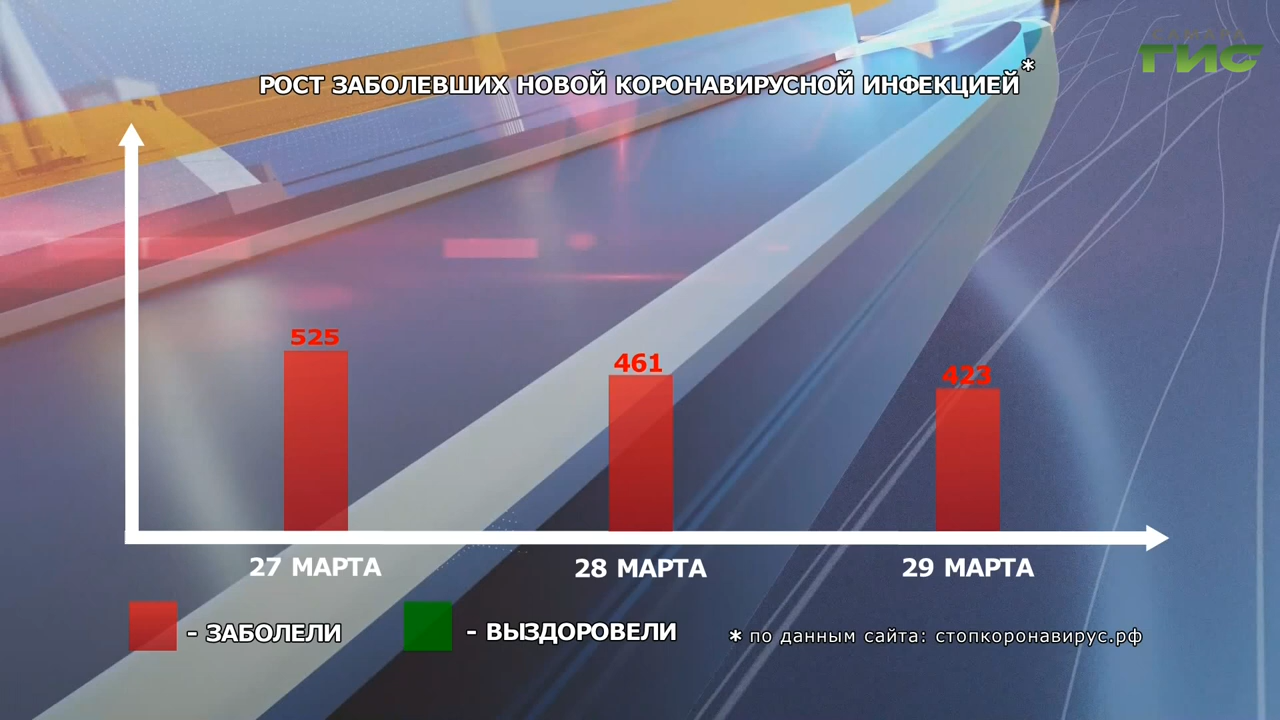 САМАРА
ГИС
РОСТ ЗАБОЛЕВШИХ НОВОЙ КОРОНАВИРУСНОЙ ИНФЕКЦИЕЙ*
525
461
423
27 МАРТА
28 МАРТА
29 МАРТА
- ЗАБОЛЕЛИ
- ВЫЗДОРОВЕЛИ
* по данным сайта: стопкоронавирус.рф